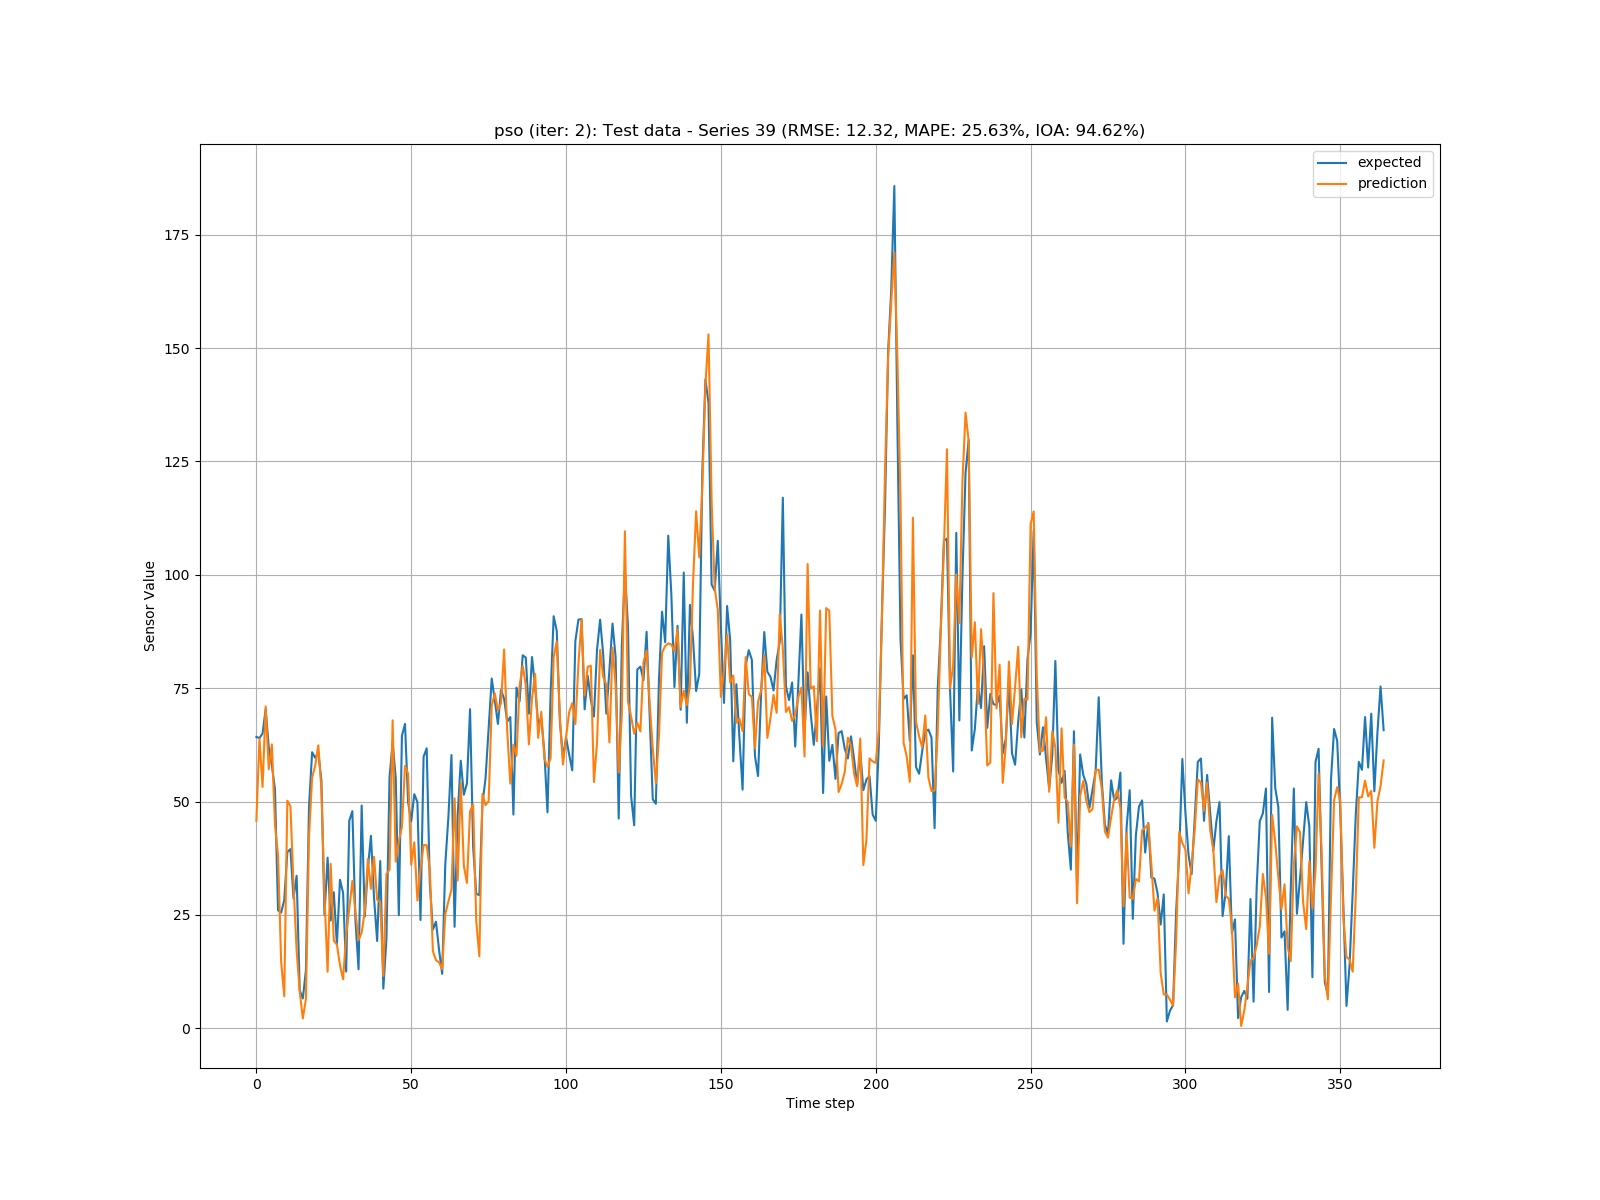 pso (iter: 2): Test data - Series 39 (RMSE: 12.32, MAPE: 25.63%, IOA: 94.62%)
expected
prediction
175
150
125
100
75
50
25
0
Sensor Value
0 50 100 150 200 250 300 350
Time step